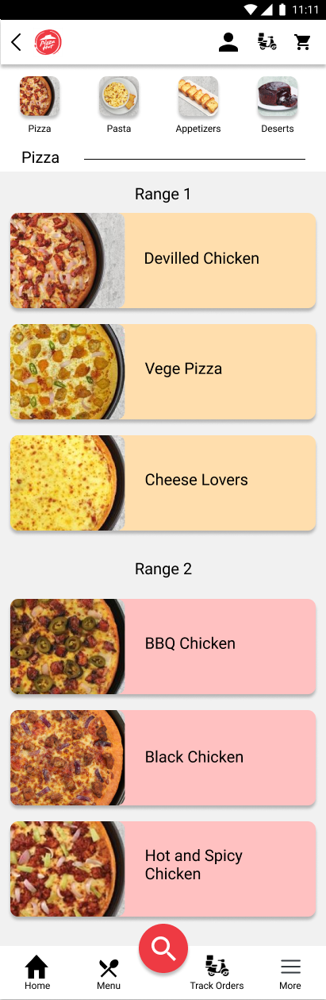 11:11
Pizza Hut
Pizza
Pasta
Appetizers
Deserts
Pizza
Range 1
Devilled Chicken
Vege Pizza
Cheese Lovers
Range 2
BBQ Chicken
Black Chicken
Hot and Spicy
Chicken
Home
Menu
Track Orders
More